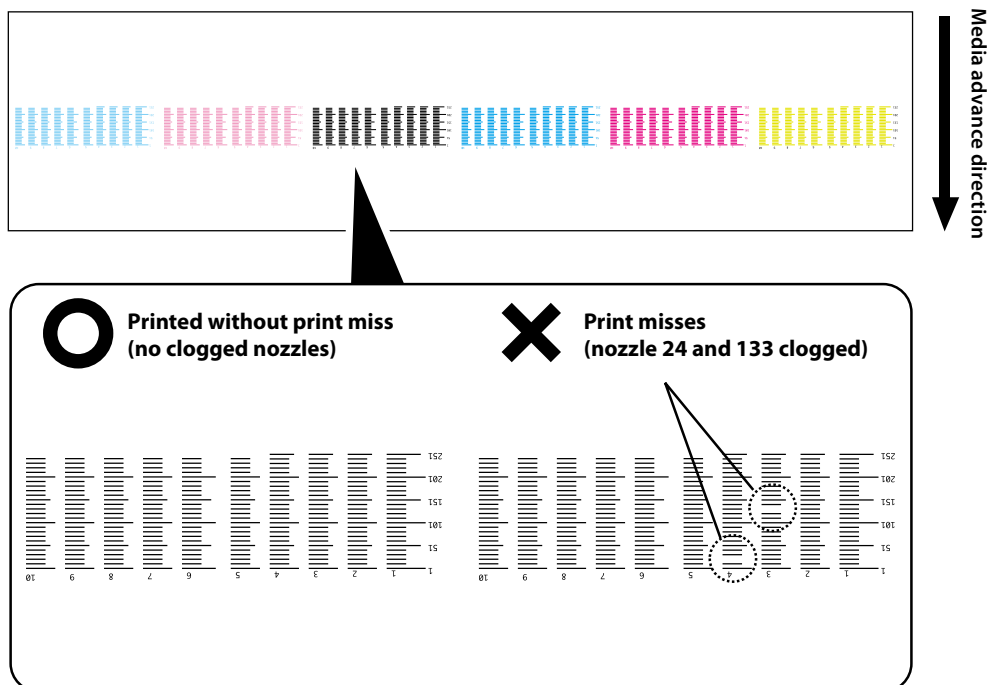 Media advance direction
Printed without print miss
(no clogged nozzles)
Print misses
(nozzle 24 and 133 clogged)
251
201
151
101
51
10 9 8 7 6 5 4 3 2 1 1
251
201
151
101
51
10 9 8 7 6 5 4 3 2 1 1